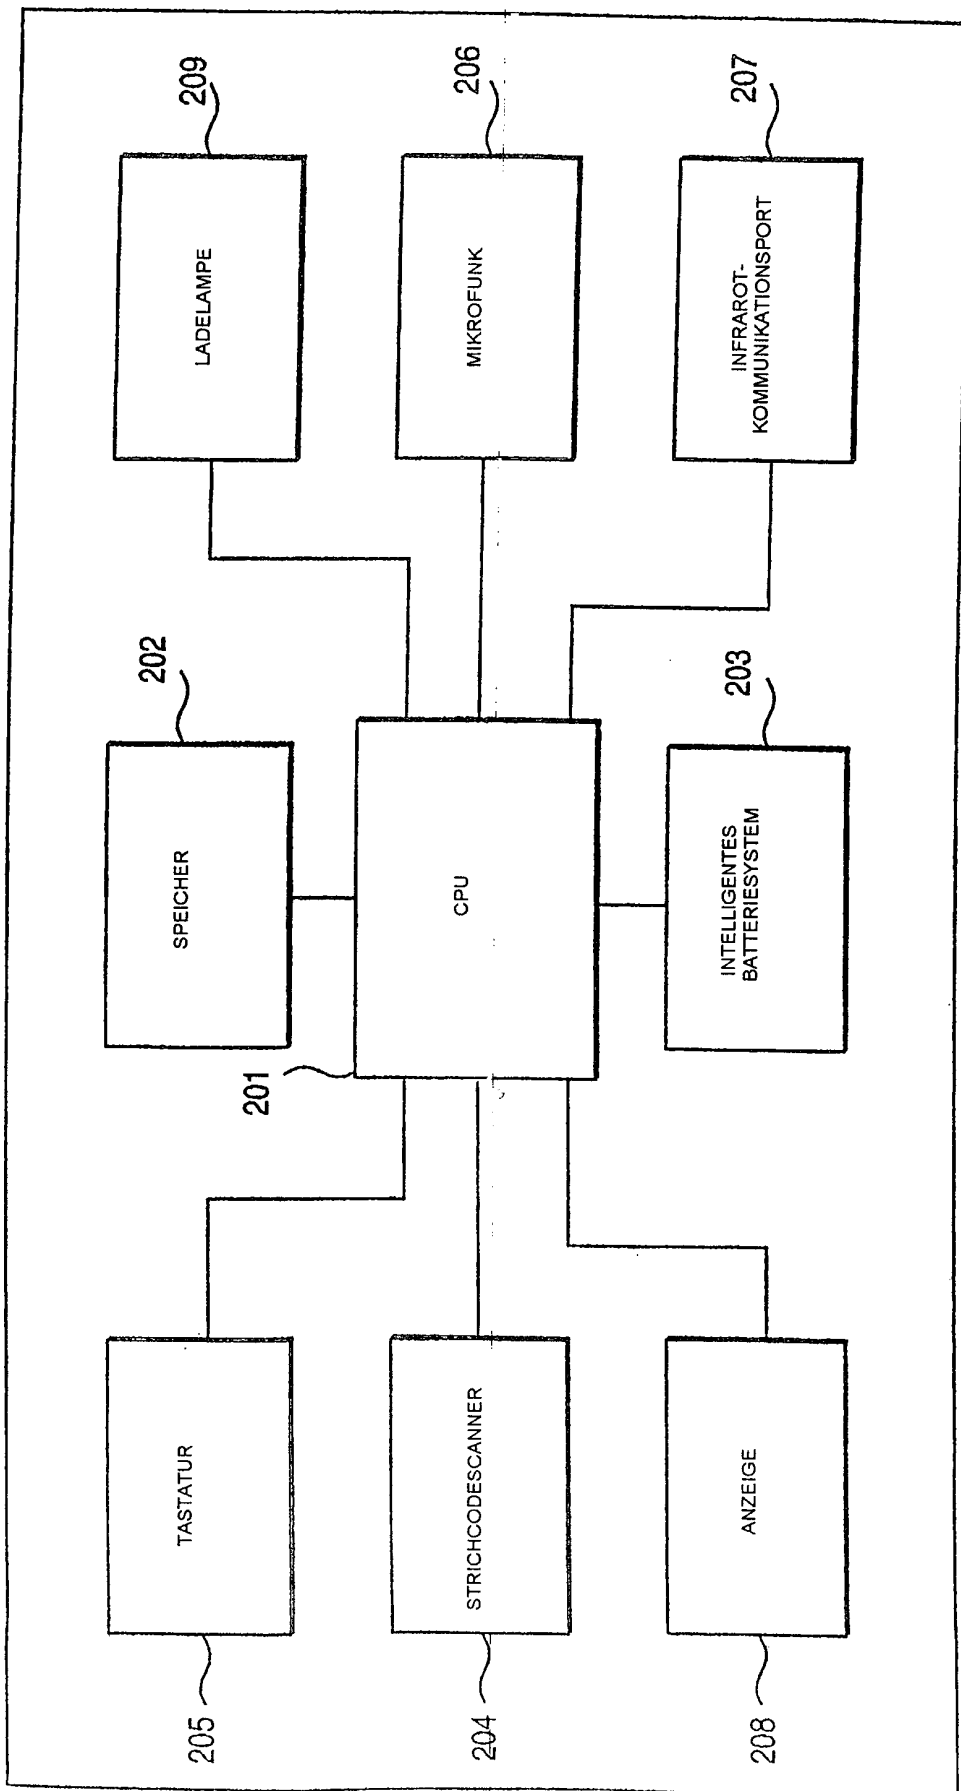 205
TASTATUR
202
SPEICHER
209
LADELAMPE
201
204
STRICHCODESCANNER
CPU
206
MIKROFUNK
208
ANZEIGE
203
INTELLIGENTES
BATTERIESYSTEM
207
INFRAROT-
KOMMUNIKATIONSPORT